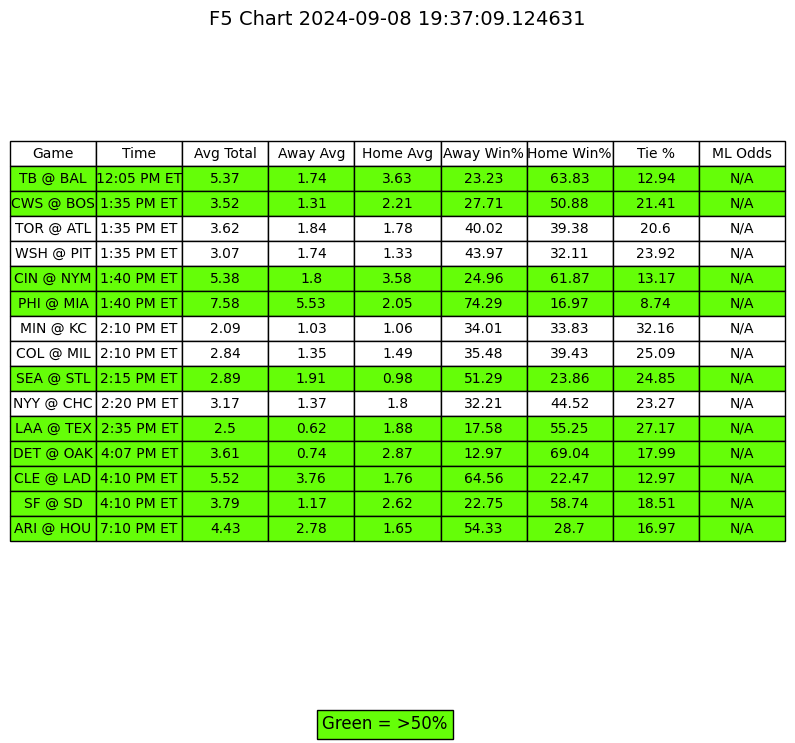 F5 Chart 2024-09-08 19:37:09.124631
Game Time Avg Total Away Avg Home Avg Away Win% Home Win% Tie % ML Odds
TB @ BAL 12:05 PM ET 5.37 1.74 3.63 23.23 63.83 12.94 N/A
CWS @ BOS 1:35 PM ET 3.52 1.31 2.21 27.71 50.88 21.41 N/A
TOR @ ATL 1:35 PM ET 3.62 1.84 1.78 40.02 39.38 20.6 N/A
WSH @ PIT 1:35 PM ET 3.07 1.74 1.33 43.97 32.11 23.92 N/A
CIN @ NYM 1:40 PM ET 5.38 1.8 3.58 24.96 61.87 13.17 N/A
PHI @ MIA 1:40 PM ET 7.58 5.53 2.05 74.29 16.97 8.74 N/A
MIN @ KC 2:10 PM ET 2.09 1.03 1.06 34.01 33.83 32.16 N/A
COL @ MIL 2:10 PM ET 2.84 1.35 1.49 35.48 39.43 25.09 N/A
SEA @ STL 2:15 PM ET 2.89 1.91 0.98 51.29 23.86 24.85 N/A
NYY @ CHC 2:20 PM ET 3.17 1.37 1.8 32.21 44.52 23.27 N/A
LAA @ TEX 2:35 PM ET 2.5 0.62 1.88 17.58 55.25 27.17 N/A
DET @ OAK 4:07 PM ET 3.61 0.74 2.87 12.97 69.04 17.99 N/A
CLE @ LAD 4:10 PM ET 5.52 3.76 1.76 64.56 22.47 12.97 N/A
SF @ SD 4:10 PM ET 3.79 1.17 2.62 22.75 58.74 18.51 N/A
ARI @ HOU 7:10 PM ET 4.43 2.78 1.65 54.33 28.7 16.97 N/A
Green = >50%